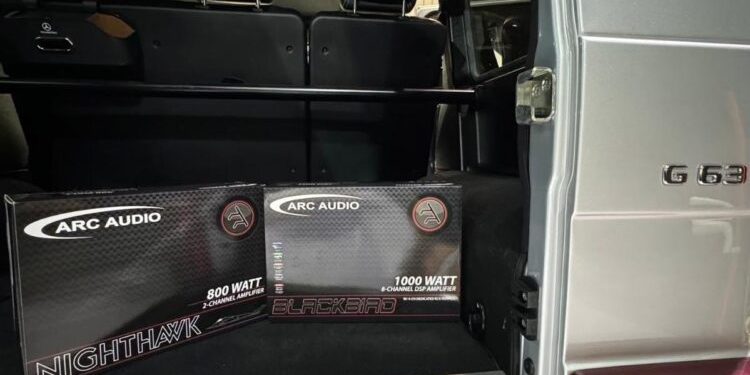 ARC AUDIO
800 WATT
2-CHANNEL AMPLIFIER
NIGHTHAWK
ARC AUDIO
1000 WATT
8-CHANNEL DSP AMPLIFIER
BLACKBIRD
G 63